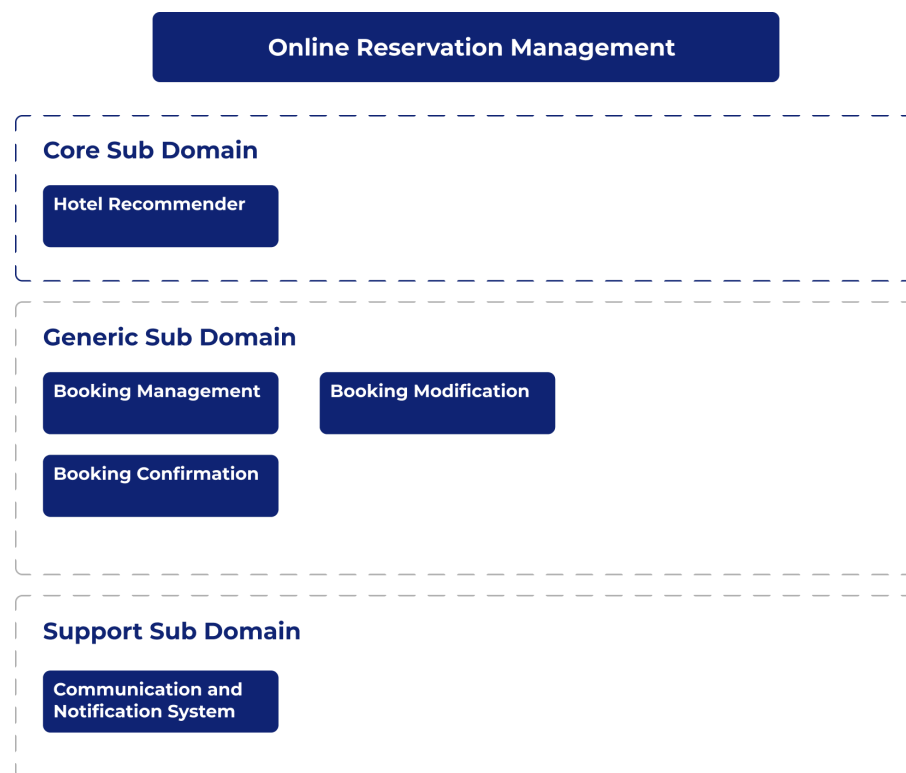 Online Reservation Management
Core Sub Domain
Hotel Recommender
Generic Sub Domain
Booking Management
Booking Modification
Booking Confirmation
Support Sub Domain
Communication and
Notification System